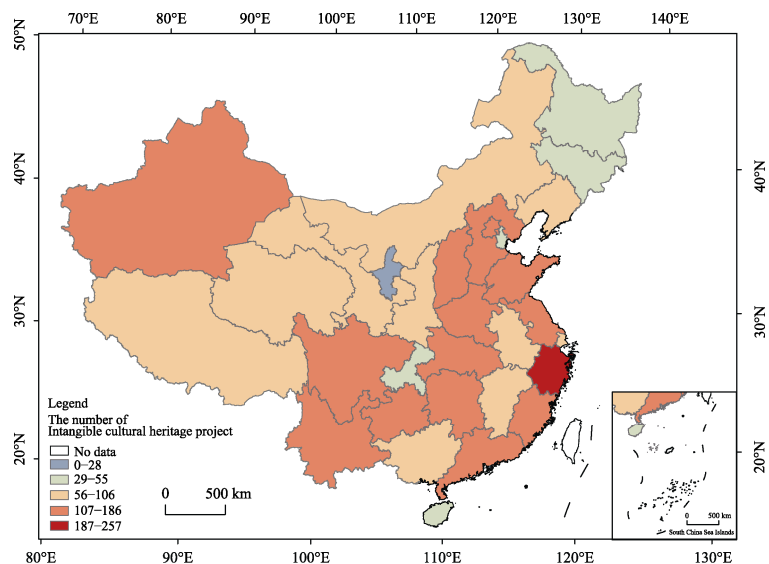 70°E 80°E 90°E 100°E 110°E 120°E 130°E 140°E
50°N
40°N
40°N
30°N
30°N
20°N
20°N
Legend
The number of
Intangible cultural heritage project
No data
0−28
29−55
56−106
107−186
187−257
0 500 km
0 500 km
South China Sea Islands
80°E 90°E 100°E 110°E 120°E 130°E